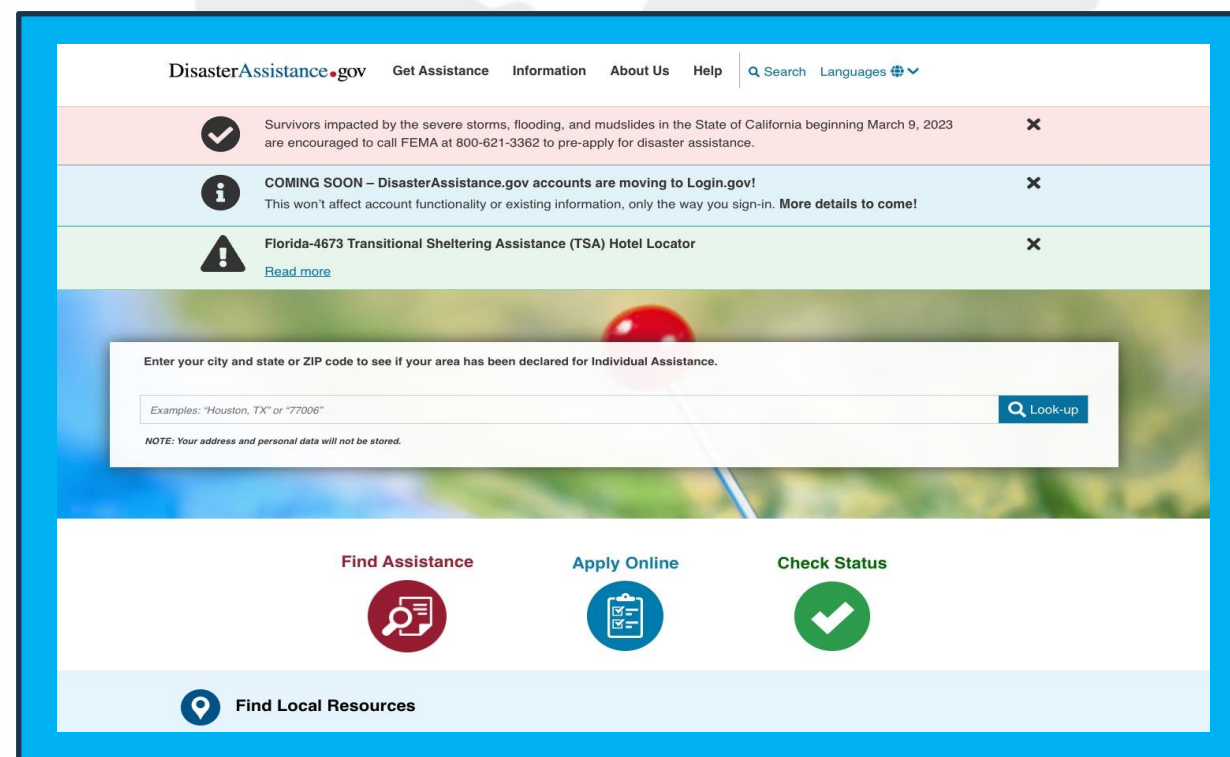 DisasterAssistance.gov Get Assistance Information About Us Help Search Languages
Survivors impacted by the severe storms, flooding, and mudslides in the State of California beginning March 9, 2023
are encouraged to call FEMA at 800-621-3362 to pre-apply for disaster assistance.
COMING SOON – DisasterAssistance.gov accounts are moving to Login.gov!
This won't affect account functionality or existing information, only the way you sign-in. More details to come!
Florida-4673 Transitional Sheltering Assistance (TSA) Hotel Locator
Read more
Enter your city and state or ZIP code to see if your area has been declared for Individual Assistance.
Examples: "Houston, TX" or "77006" Look-up
NOTE: Your address and personal data will not be stored.
Find Assistance Apply Online Check Status
Find Local Resources